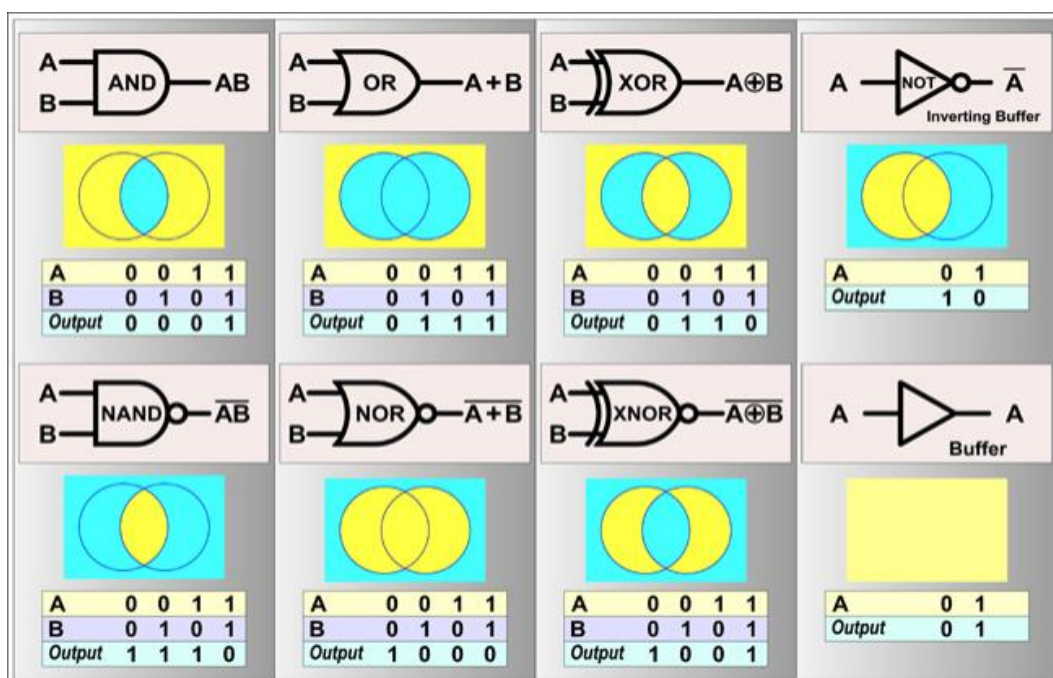 A
B
AND
AB
A
B
OR
A + B
A
B
XOR
A⊕B
A
NOT
A̅
Inverting Buffer
A 0 0 1 1
B 0 1 0 1
Output 0 0 0 1
A 0 0 1 1
B 0 1 0 1
Output 0 1 1 1
A 0 0 1 1
B 0 1 0 1
Output 0 1 1 0
A 0 1
Output 1 0
A
B
NAND
A̅B̅
A
B
NOR
A̅ ̅+̅ ̅B̅
A
B
XNOR
A̅⊕̅B̅
A
A
Buffer
A 0 0 1 1
B 0 1 0 1
Output 1 1 1 0
A 0 0 1 1
B 0 1 0 1
Output 1 0 0 0
A 0 0 1 1
B 0 1 0 1
Output 1 0 0 1
A 0 1
Output 0 1